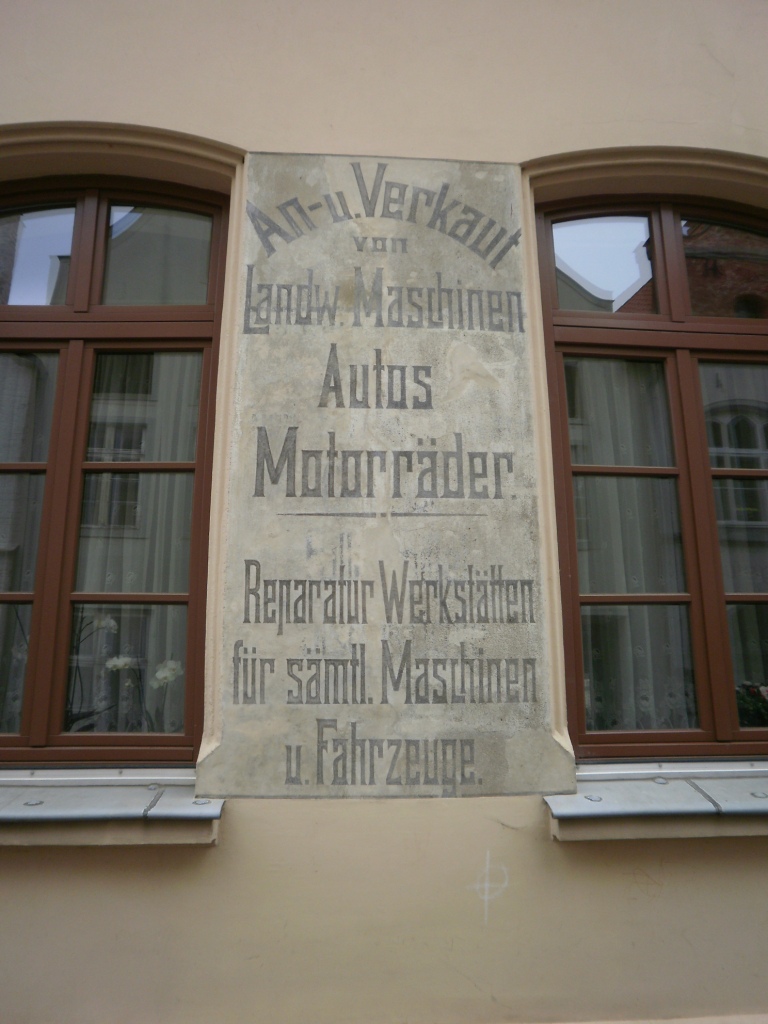 An-u. Verkauf
von
Landw. Maschinen
Autos
Motorräder.
Reparatur Werkstätten
für sämtl. Maschinen
u. Fahrzeuge.